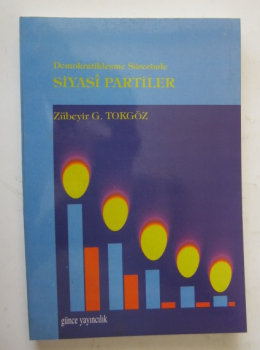 Demokratikleşme Sürecinde
SİYASİ PARTİLER
Zübeyir G. TOKGÖZ
günce yayıncılık